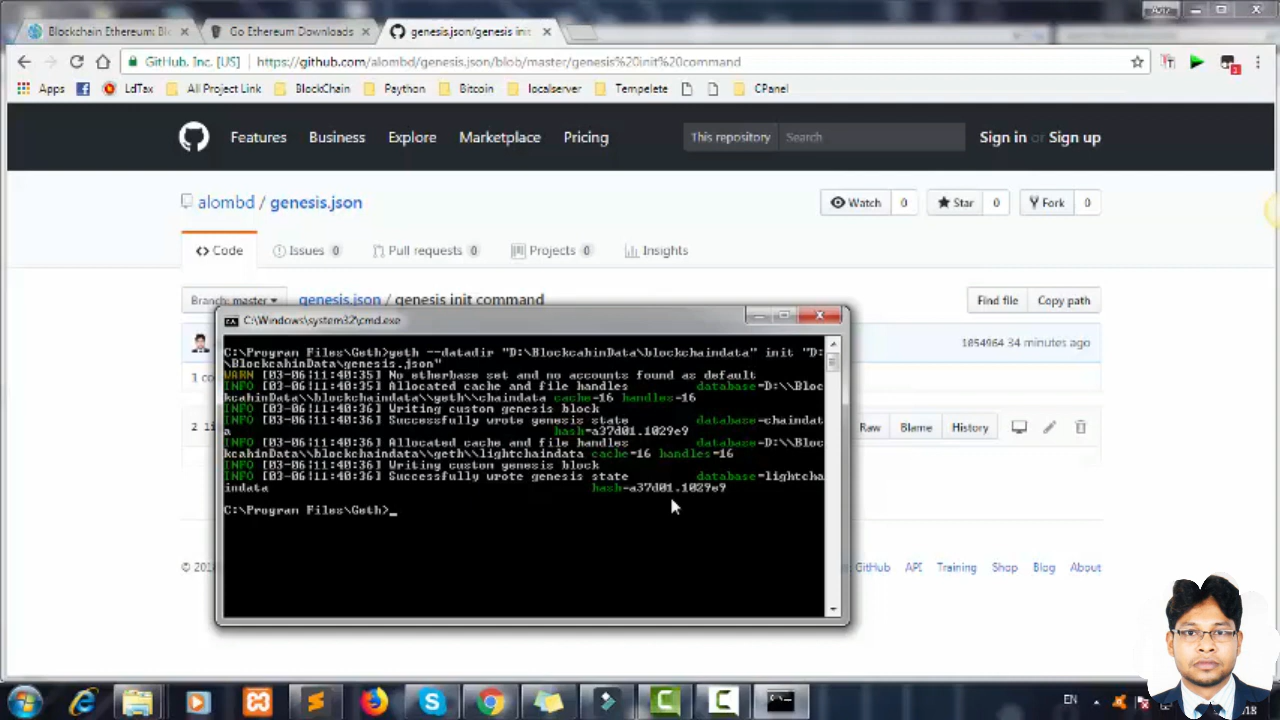 Blockchain Ethereum: Bl
Go Ethereum Downloads
genesis.json/genesis init
GitHub, Inc. [US]
https://github.com/alombd/genesis.json/blob/master/genesis%20init%20command
Apps
LdTax
All Project Link
BlockChain
Paython
Bitcoin
localserver
Tempelete
CPanel
Features
Business
Explore
Marketplace
Pricing
This repository
Search
Sign in or Sign up
alombd / genesis.json
Watch 0
Star 0
Fork 0
Code
Issues 0
Pull requests 0
Projects 0
Insights
Branch: master
genesis.json / genesis init command
Find file
Copy path
1054964 34 minutes ago
1 co
2 li
Raw
Blame
History
C:\Windows\system32\cmd.exe
C:\Program Files\Geth>geth --datadir "D:\BlockcahinData\blockchaindata" init "D:
\BlockcahinData\genesis.json"
WARN [03-06|11:40:35] No etherbase set and no accounts found as default
INFO [03-06|11:40:35] Allocated cache and file handles database=D:\\Blo
ckcahinData\\blockchaindata\\geth\\chaindata cache=16 handles=16
INFO [03-06|11:40:36] Writing custom genesis block
INFO [03-06|11:40:36] Successfully wrote genesis state database=chaindat
a hash=a37d01.1029e9
INFO [03-06|11:40:36] Allocated cache and file handles database=D:\\Blo
ckcahinData\\blockchaindata\\geth\\lightchaindata cache=16 handles=16
INFO [03-06|11:40:36] Writing custom genesis block
INFO [03-06|11:40:36] Successfully wrote genesis state database=lightcha
indata hash=a37d01.1029e9
C:\Program Files\Geth>_
© 201
GitHub
API
Training
Shop
Blog
About
EN